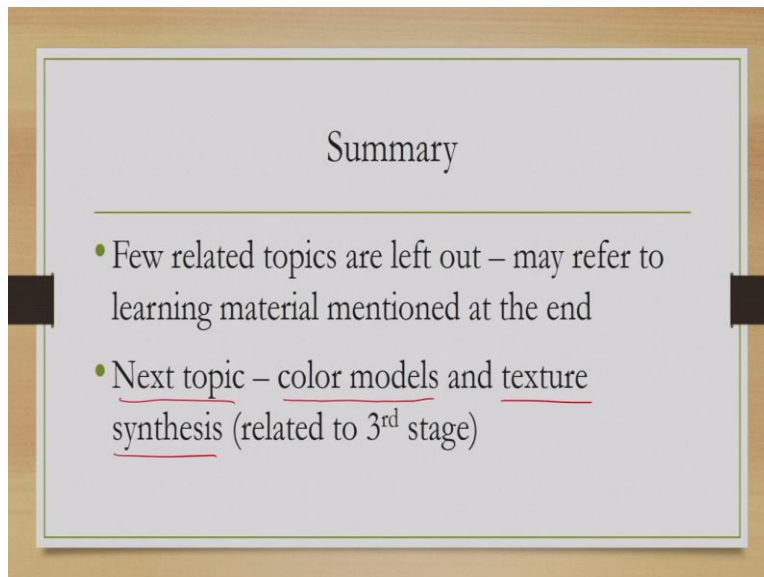 Summary
• Few related topics are left out – may refer to
learning material mentioned at the end
• Next topic – color models and texture
synthesis (related to 3rd stage)